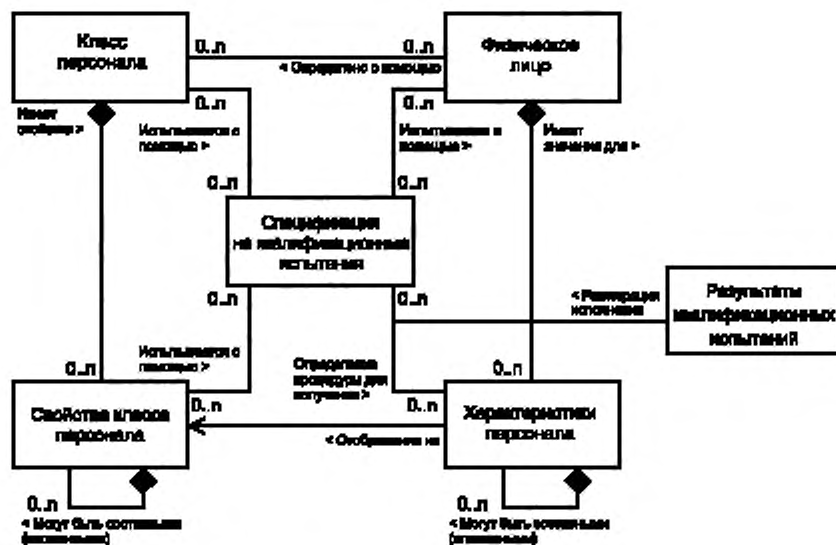 Класс
персонала
0..n
0..n
Физическое
лицо
< Определено с помощью
0..n
0..n
Имеет
свойства >
Испытывается с
помощью >
Испытывается с
помощью >
Имеет
значения для >
0..n
0..n
Спецификация
на квалификационные
испытания
0..n
0..n
< Регистрация
исполнения
Результаты
квалификационных
испытаний
Испытывается с
помощью >
Определяет
процедуры для
получения >
0..n
0..n
Свойства класса
персонала
0..n
0..n
Характеристики
персонала
< Отображение на
0..n
0..n
< Могут быть составными
< Могут быть составными